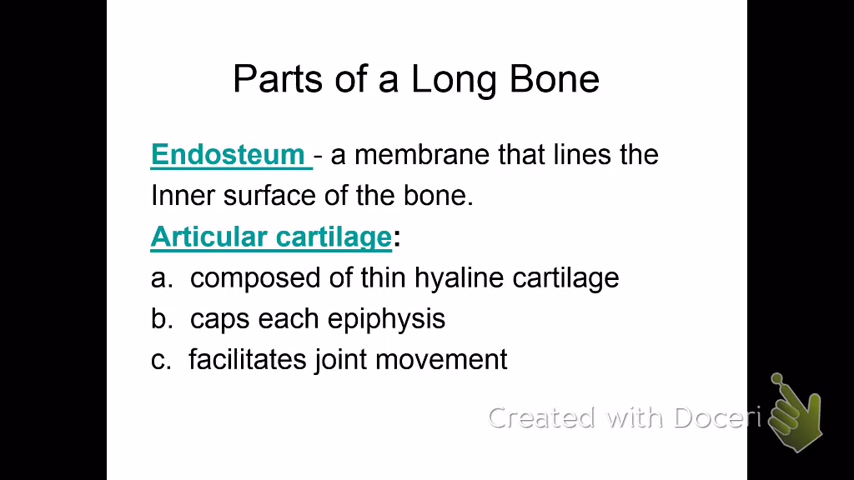 Parts of a Long Bone
Endosteum - a membrane that lines the
Inner surface of the bone.
Articular cartilage:
a. composed of thin hyaline cartilage
b. caps each epiphysis
c. facilitates joint movement
Created with Doceri